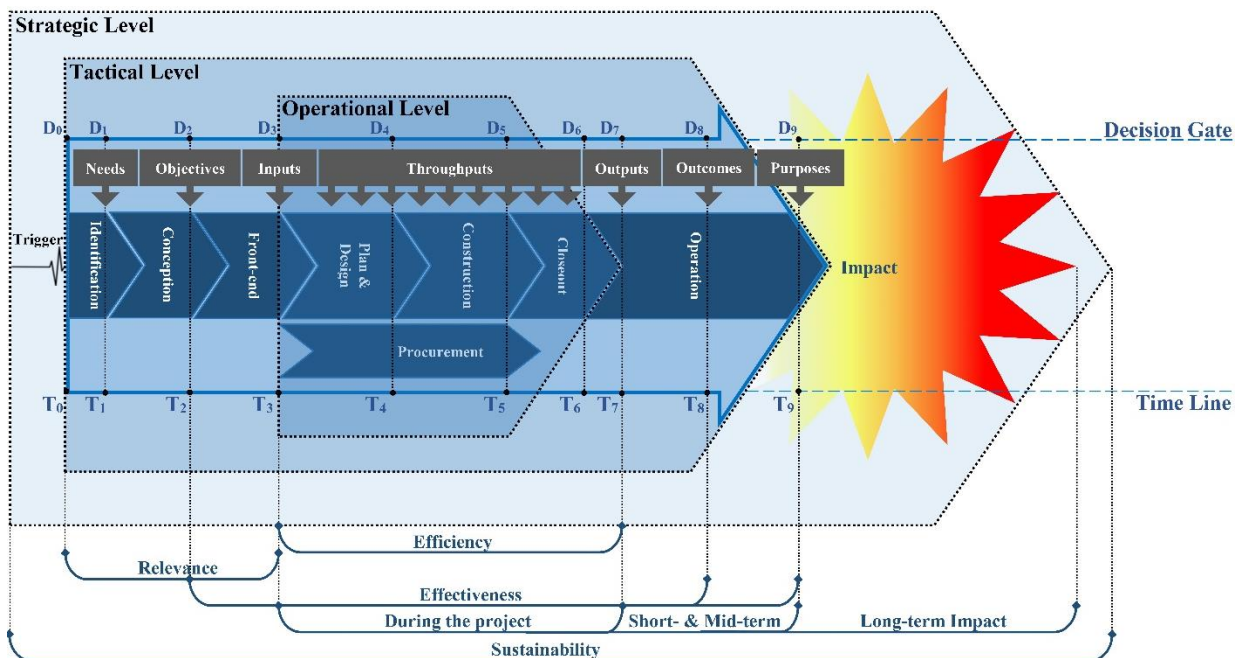 Strategic Level
Tactical Level
Operational Level
D0 D1 D2 D3 D4 D5 D6 D7 D8 D9
Decision Gate
Needs Objectives Inputs Throughputs Outputs Outcomes Purposes
Trigger
Identification
Conception
Front-end
Plan &
Design
Construction
Closeout
Operation
Impact
Procurement
T0 T1 T2 T3 T4 T5 T6 T7 T8 T9
Time Line
Efficiency
Relevance
Effectiveness
During the project Short- & Mid-term Long-term Impact
Sustainability